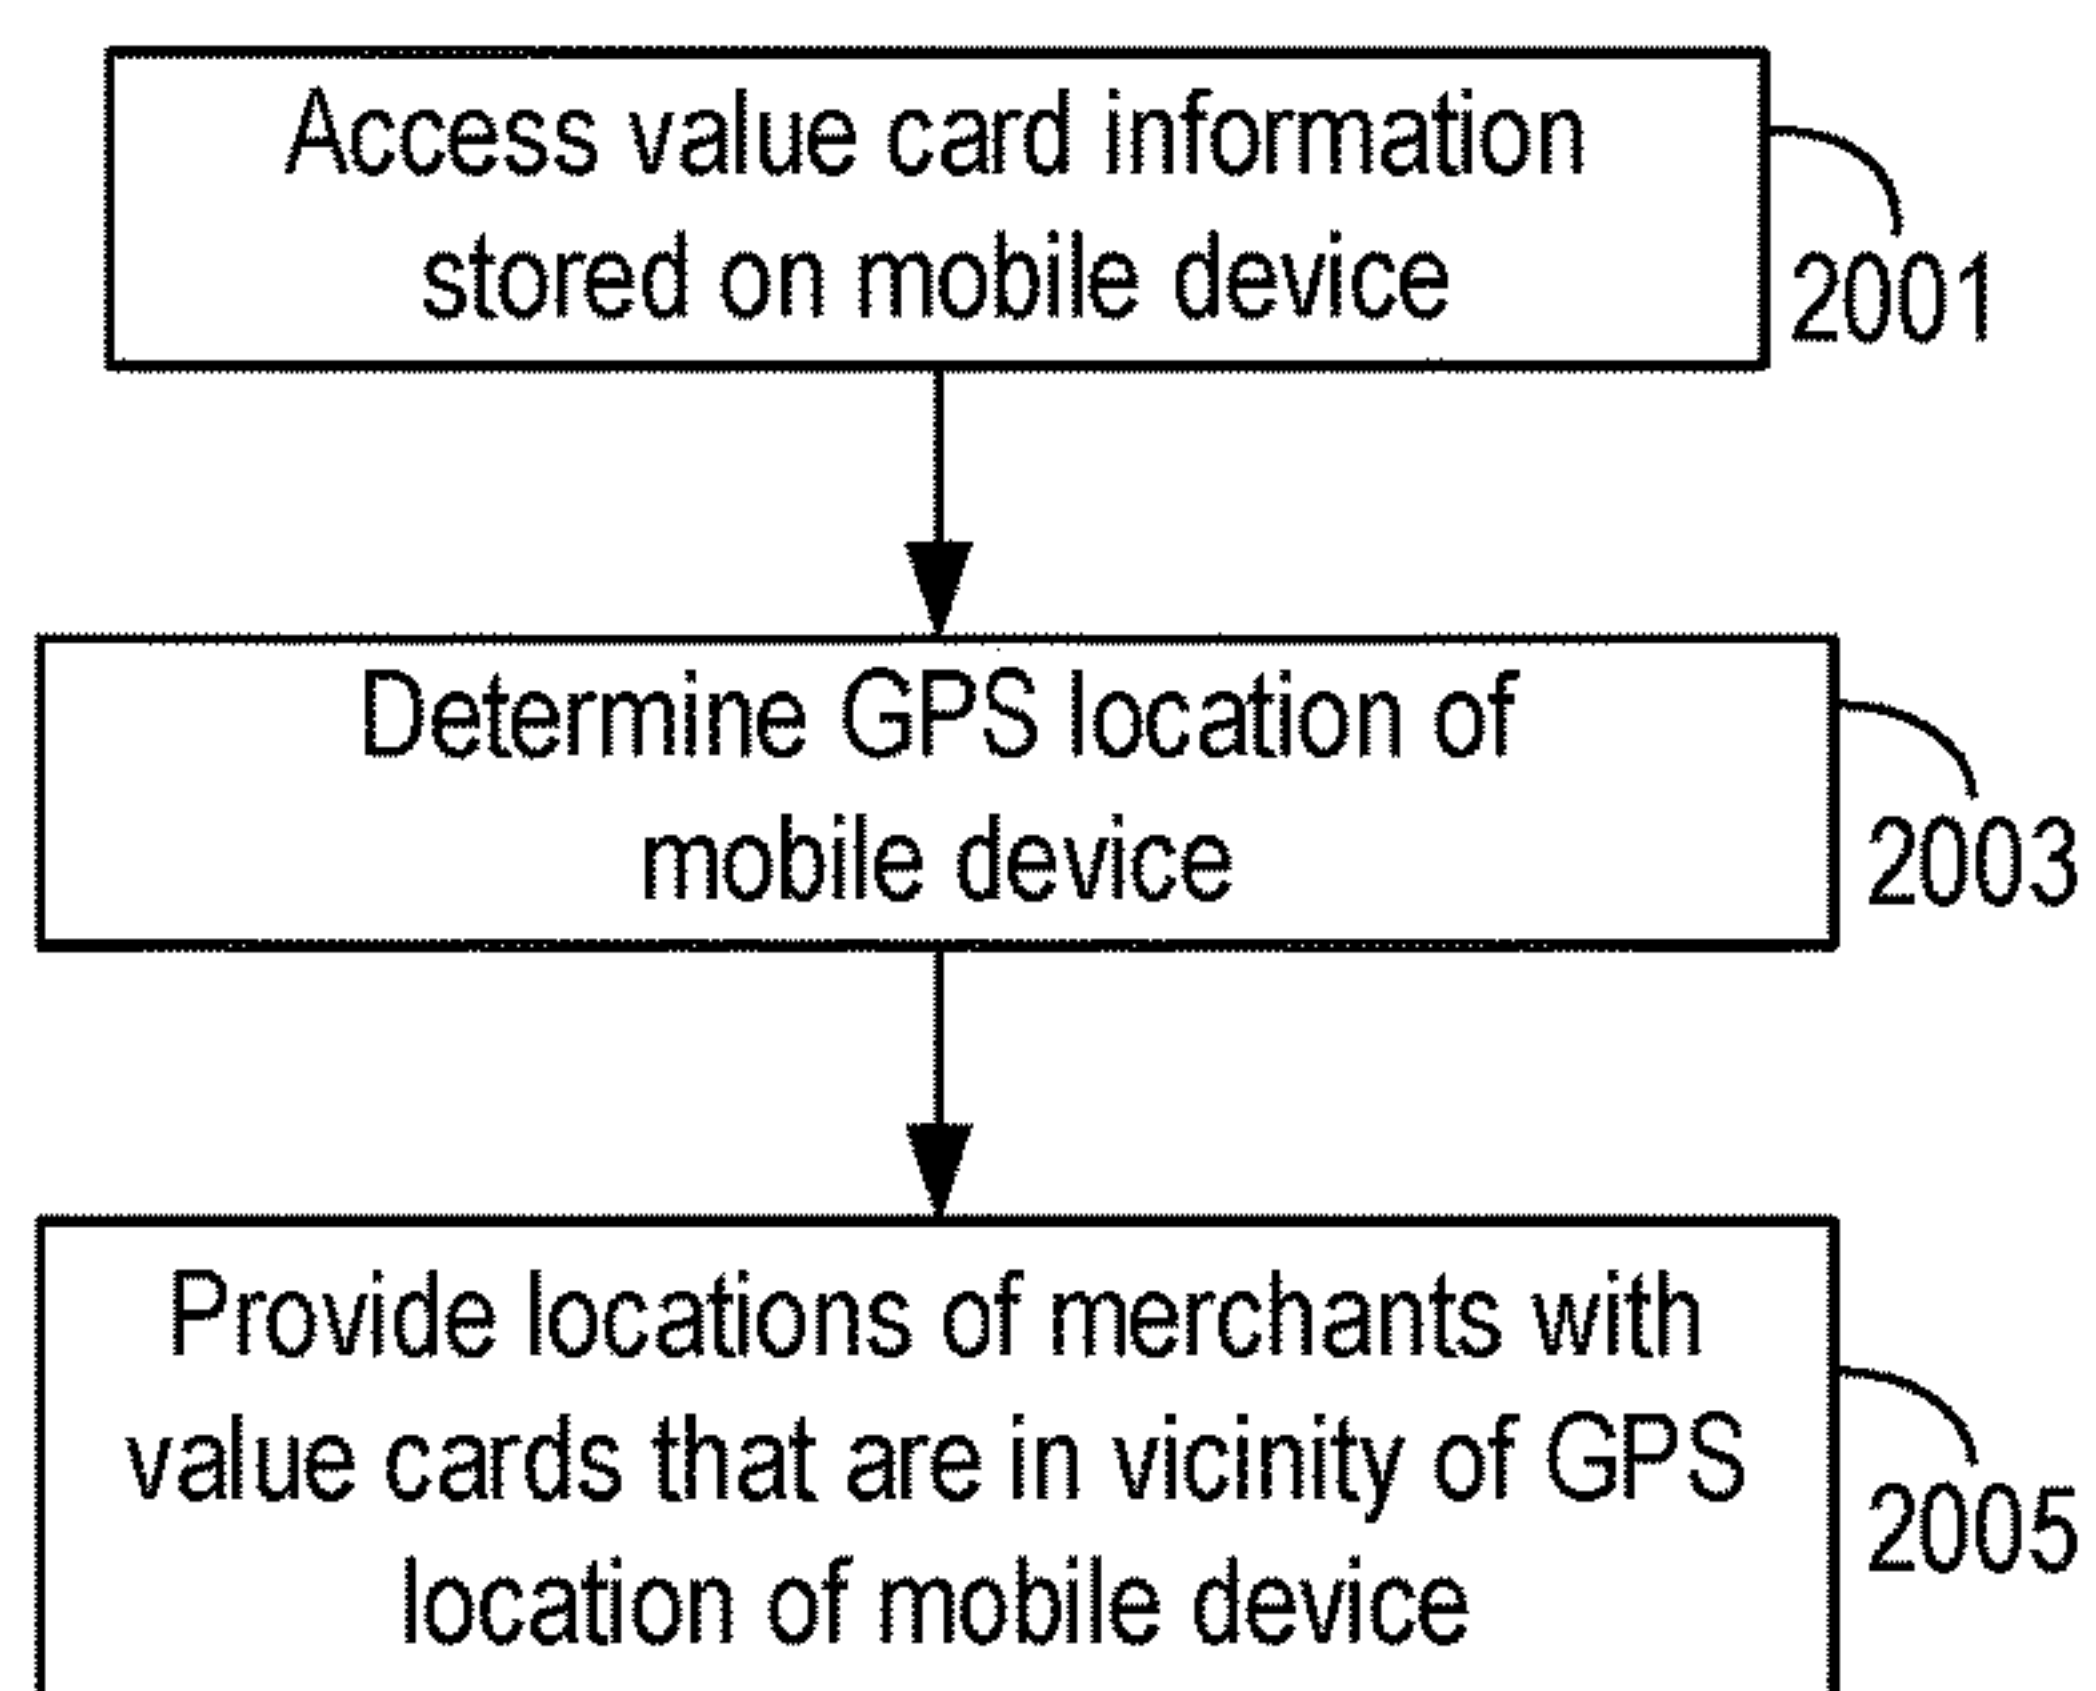 Access value card information
stored on mobile device
2001
Determine GPS location of
mobile device
2003
Provide locations of merchants with
value cards that are in vicinity of GPS
location of mobile device
2005